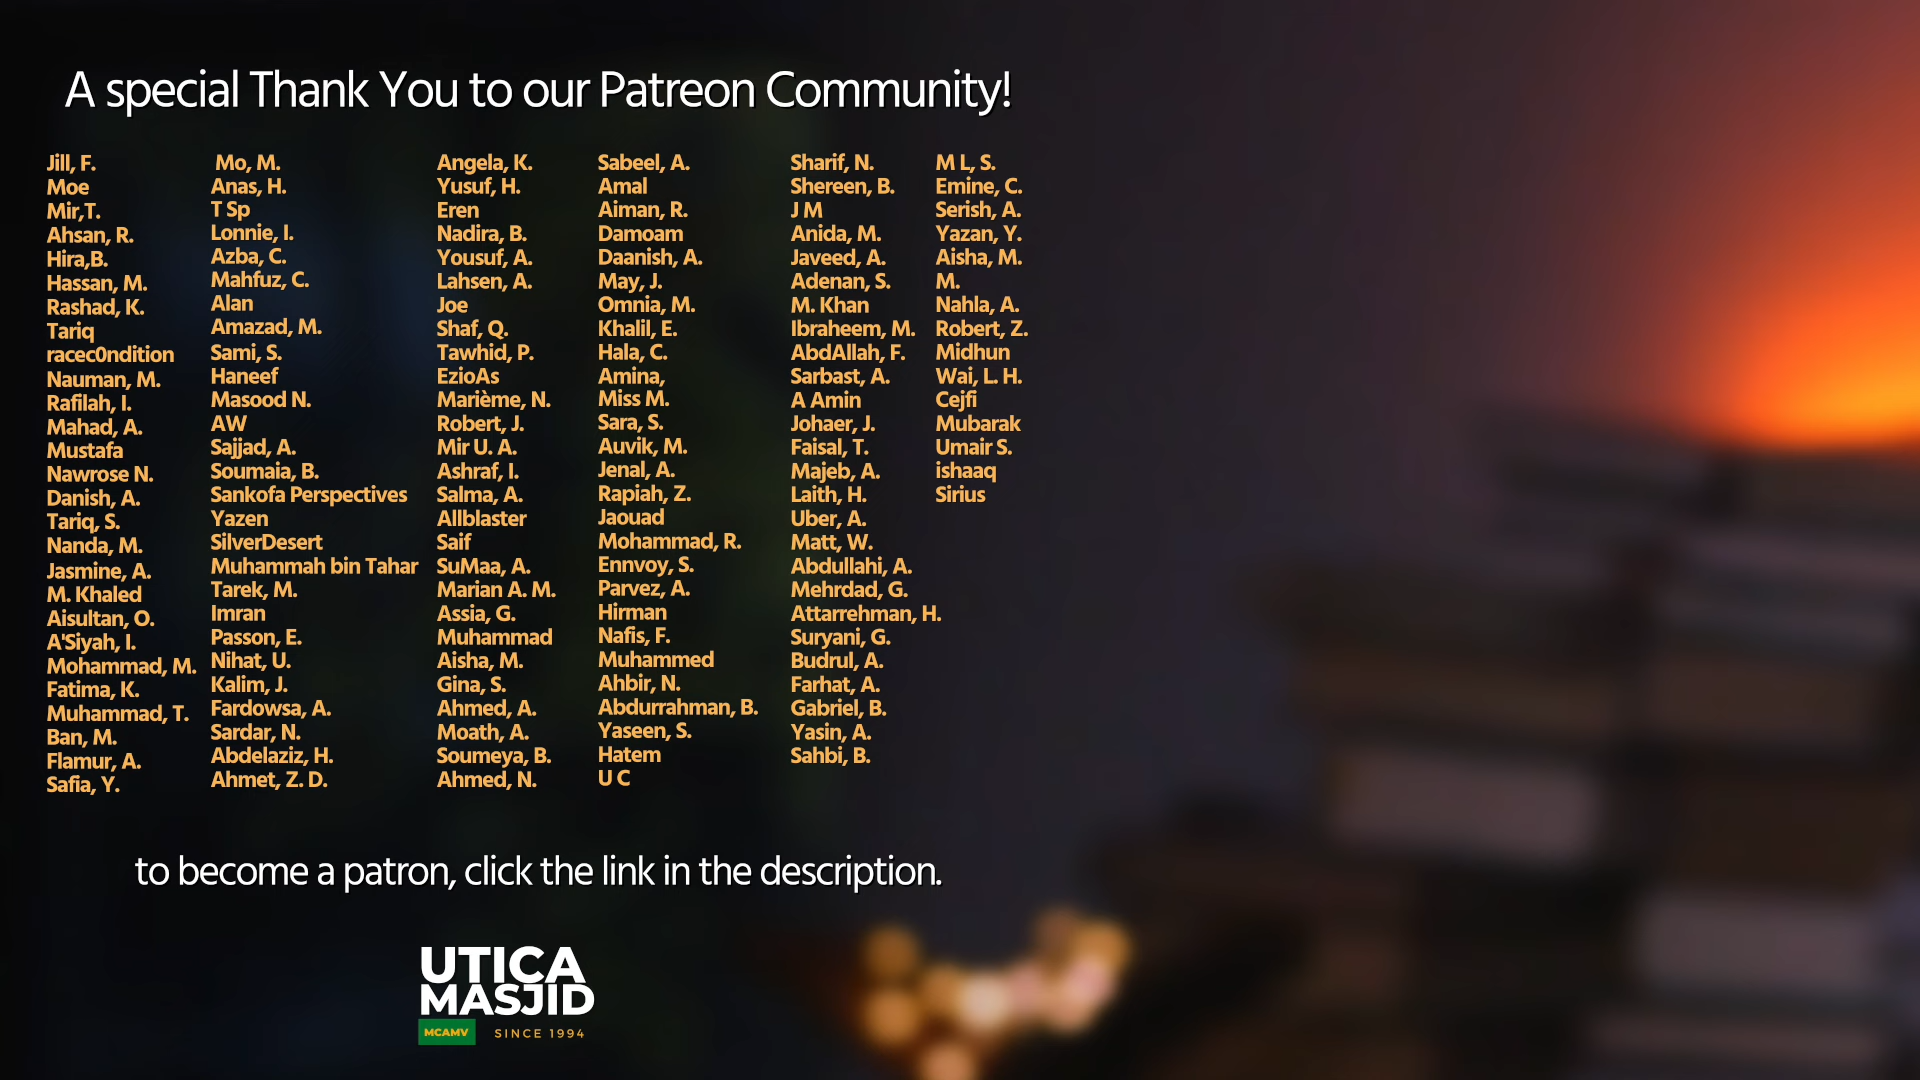 A special Thank You to our Patreon Community!
Jill, F.
Moe
Mir,T.
Ahsan, R.
Hira,B.
Hassan, M.
Rashad, K.
Tariq
racec0ndition
Nauman, M.
Rafilah, I.
Mahad, A.
Mustafa
Nawrose N.
Danish, A.
Tariq, S.
Nanda, M.
Jasmine, A.
M. Khaled
Aisultan, O.
A'Siyah, I.
Mohammad, M.
Fatima, K.
Muhammad, T.
Ban, M.
Flamur, A.
Safia, Y.
Mo, M.
Anas, H.
T Sp
Lonnie, I.
Azba, C.
Mahfuz, C.
Alan
Amazad, M.
Sami, S.
Haneef
Masood N.
AW
Sajjad, A.
Soumaia, B.
Sankofa Perspectives
Yazen
SilverDesert
Muhammah bin Tahar
Tarek, M.
Imran
Passon, E.
Nihat, U.
Kalim, J.
Fardowsa, A.
Sardar, N.
Abdelaziz, H.
Ahmet, Z. D.
Angela, K.
Yusuf, H.
Eren
Nadira, B.
Yousuf, A.
Lahsen, A.
Joe
Shaf, Q.
Tawhid, P.
EzioAs
Marième, N.
Robert, J.
Mir U. A.
Ashraf, I.
Salma, A.
Allblaster
Saif
SuMaa, A.
Marian A. M.
Assia, G.
Muhammad
Aisha, M.
Gina, S.
Ahmed, A.
Moath, A.
Soumeya, B.
Ahmed, N.
Sabeel, A.
Amal
Aiman, R.
Damoam
Daanish, A.
May, J.
Omnia, M.
Khalil, E.
Hala, C.
Amina,
Miss M.
Sara, S.
Auvik, M.
Jenal, A.
Rapiah, Z.
Jaouad
Mohammad, R.
Ennvoy, S.
Parvez, A.
Hirman
Nafis, F.
Muhammed
Ahbir, N.
Abdurrahman, B.
Yaseen, S.
Hatem
U C
Sharif, N.
Shereen, B.
J M
Anida, M.
Javeed, A.
Adenan, S.
M. Khan
Ibraheem, M.
AbdAllah, F.
Sarbast, A.
A Amin
Johaer, J.
Faisal, T.
Majeb, A.
Laith, H.
Uber, A.
Matt, W.
Abdullahi, A.
Mehrdad, G.
Attarrehman, H.
Suryani, G.
Budrul, A.
Farhat, A.
Gabriel, B.
Yasin, A.
Sahbi, B.
M L, S.
Emine, C.
Serish, A.
Yazan, Y.
Aisha, M.
M.
Nahla, A.
Robert, Z.
Midhun
Wai, L. H.
Cejfi
Mubarak
Umair S.
ishaaq
Sirius
to become a patron, click the link in the description.
UTICA
MASJID
MCAMV SINCE 1994